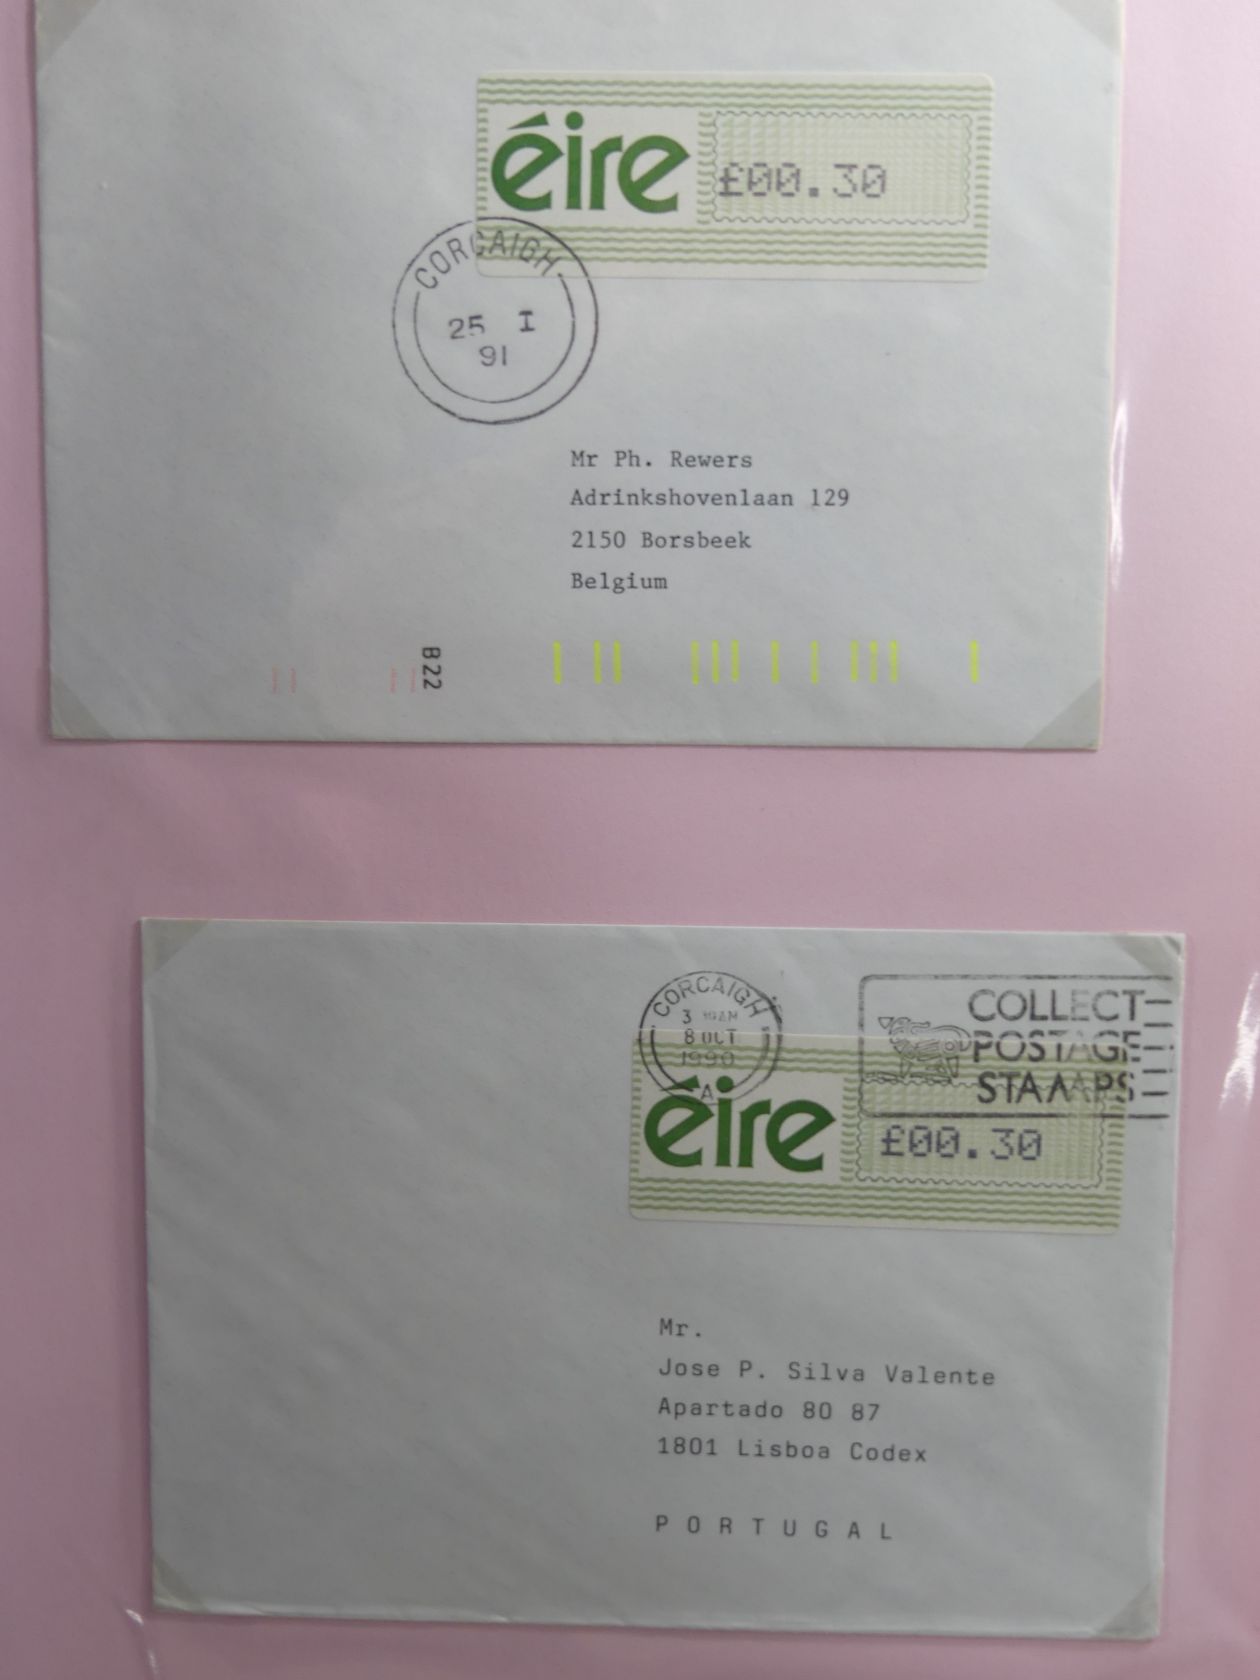 éire
£00.30
CORCAIGH
25 I
91
Mr Ph. Rewers
Adrinkshovenlaan 129
2150 Borsbeek
Belgium
B22
CORCAIGH
3
8 OCT
1990
A
COLLECT
POSTAGE
STAMPS
éire
£00.30
Mr.
Jose P. Silva Valente
Apartado 80 87
1801 Lisboa Codex
PORTUGAL